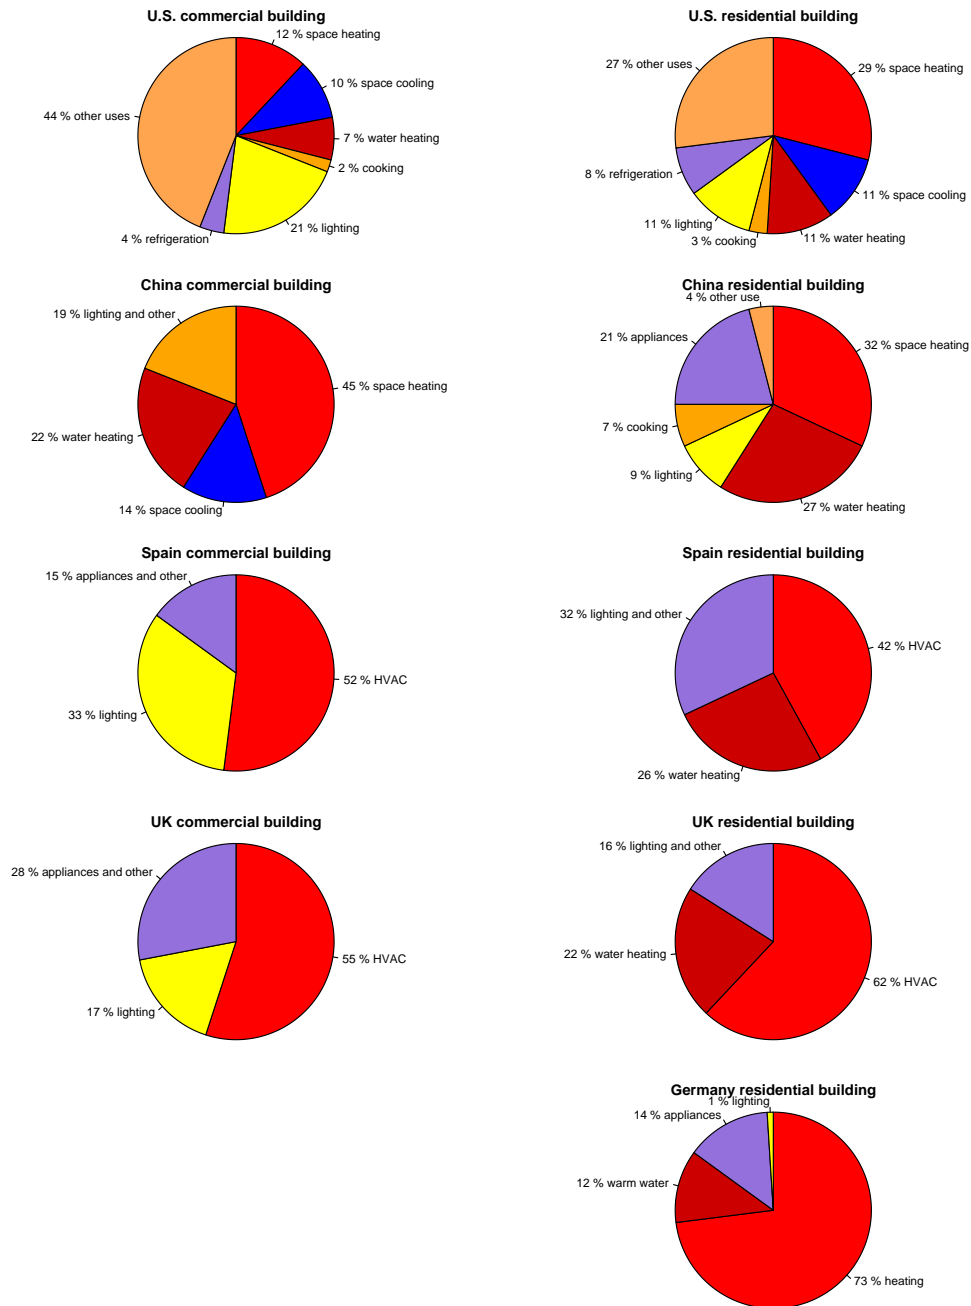 U.S. commercial building
12 % space heating
10 % space cooling
7 % water heating
2 % cooking
21 % lighting
4 % refrigeration
44 % other uses
U.S. residential building
29 % space heating
11 % space cooling
11 % water heating
3 % cooking
11 % lighting
8 % refrigeration
27 % other uses
China commercial building
45 % space heating
14 % space cooling
22 % water heating
19 % lighting and other
China residential building
32 % space heating
27 % water heating
9 % lighting
7 % cooking
21 % appliances
4 % other use
Spain commercial building
52 % HVAC
33 % lighting
15 % appliances and other
Spain residential building
42 % HVAC
26 % water heating
32 % lighting and other
UK commercial building
55 % HVAC
17 % lighting
28 % appliances and other
UK residential building
62 % HVAC
22 % water heating
16 % lighting and other
Germany residential building
73 % heating
12 % warm water
14 % appliances
1 % lighting